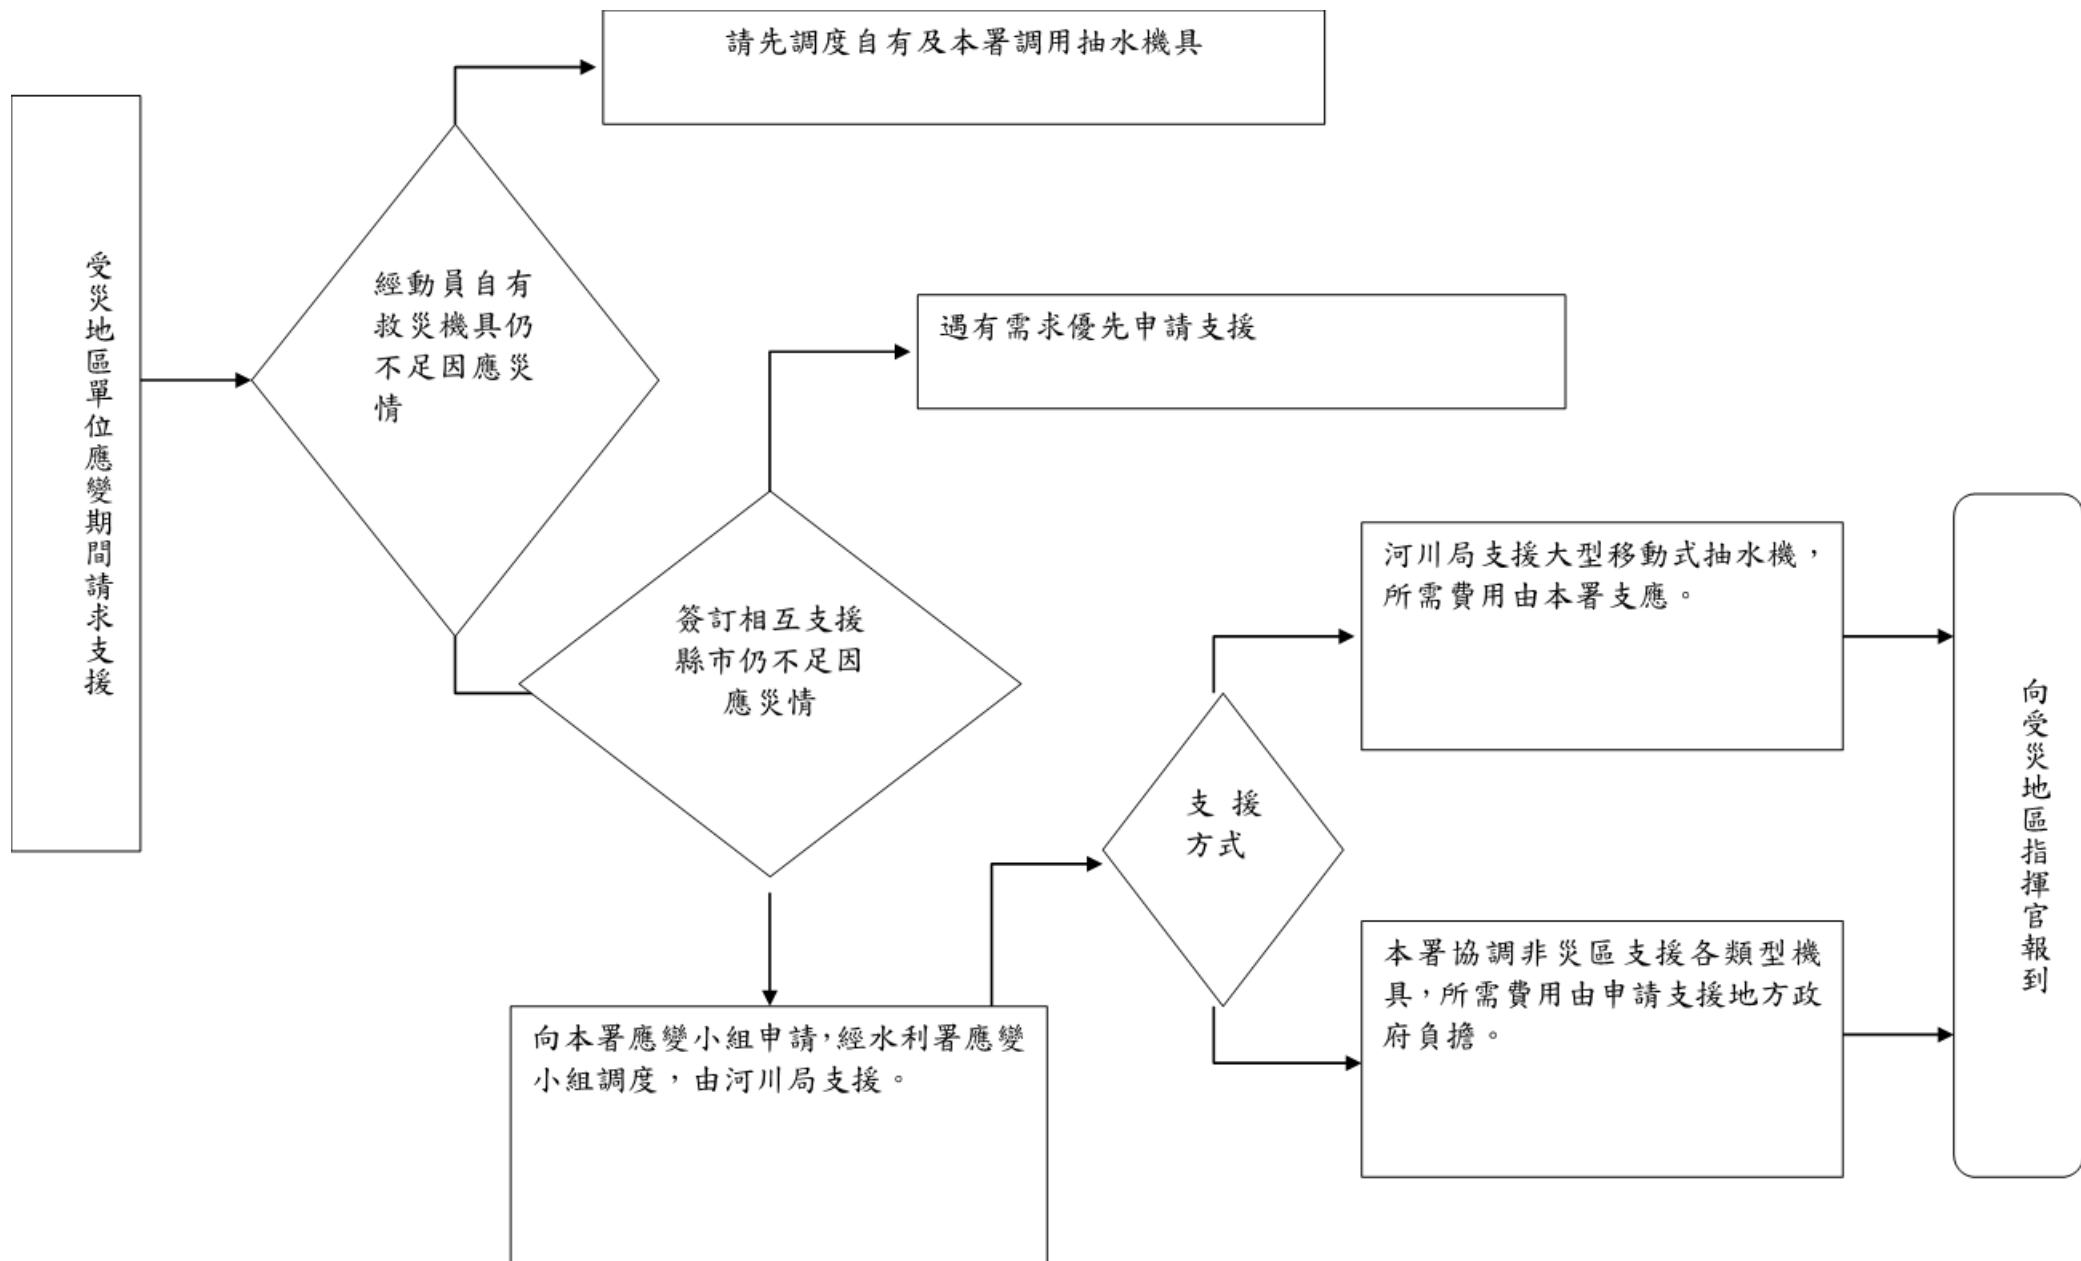 請先調度自有及本署調用抽水機具
受災地區單位應變期間請求支援
經動員自有
救災機具仍
不足因應災
情
遇有需求優先申請支援
簽訂相互支援
縣市仍不足因
應災情
向本署應變小組申請,經水利署應變
小組調度,由河川局支援。
支 援
方式
河川局支援大型移動式抽水機,
所需費用由本署支應。
本署協調非災區支援各類型機
具,所需費用由申請支援地方政
府負擔。
向受災地區指揮官報到